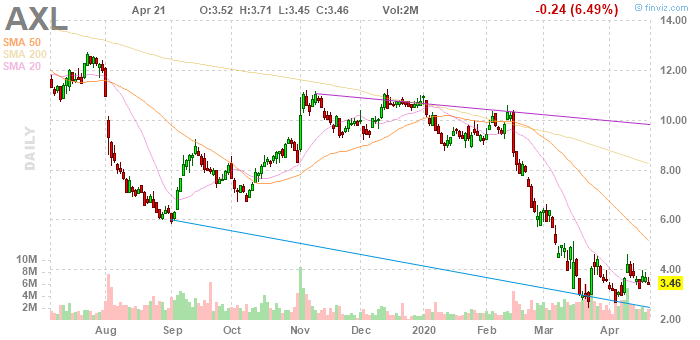 AXL Apr 21 O:3.52 H:3.71 L:3.45 C:3.46 Vol:2M -0.24 (6.49%) © finviz.com
SMA 50
SMA 200
SMA 20
DAILY
14.00
12.00
10.00
8.00
6.00
4.00
3.46
2.00
10M
8M
6M
4M
2M
Aug Sep Oct Nov Dec 2020 Feb Mar Apr